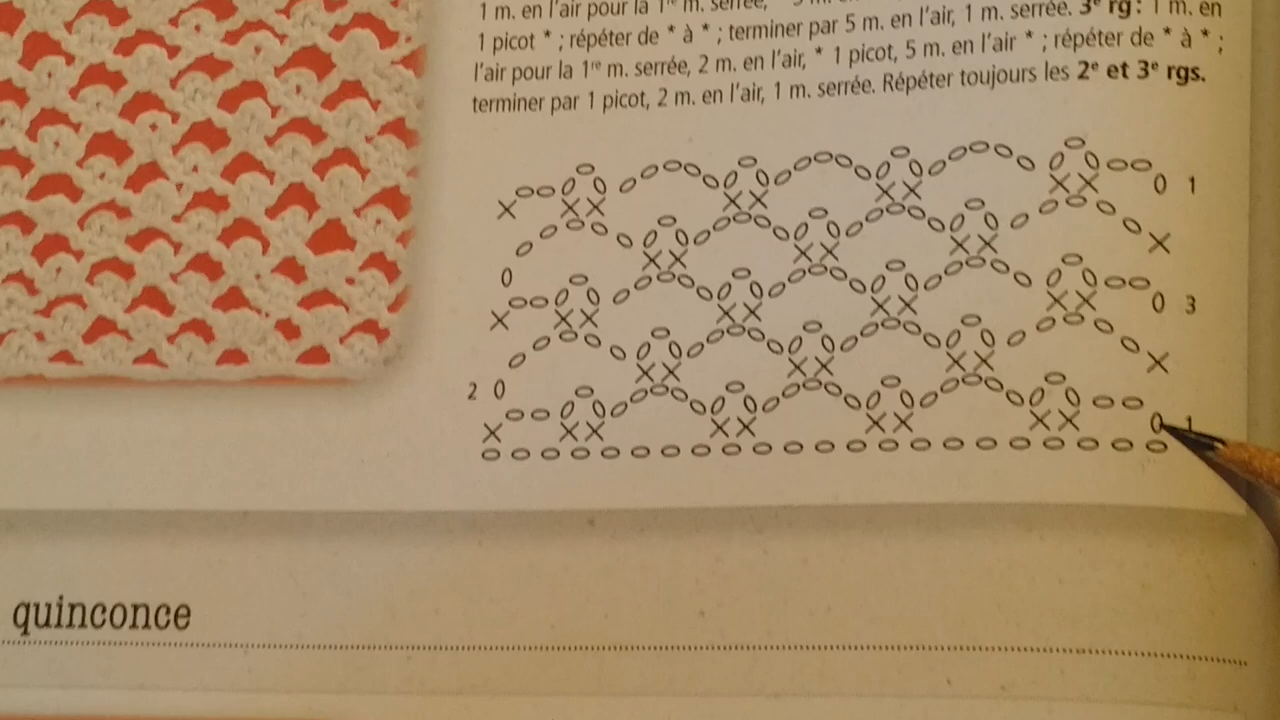 1 m. en l'air pour la 1re m. serrée,
1 picot * ; répéter de * à * ; terminer par 5 m. en l'air, 1 m. serrée. 3e rg : 1 m. en
l'air pour la 1re m. serrée, 2 m. en l'air, * 1 picot, 5 m. en l'air * ; répéter de * à * ;
terminer par 1 picot, 2 m. en l'air, 1 m. serrée. Répéter toujours les 2e et 3e rgs.
1
3
2
1
quinconce